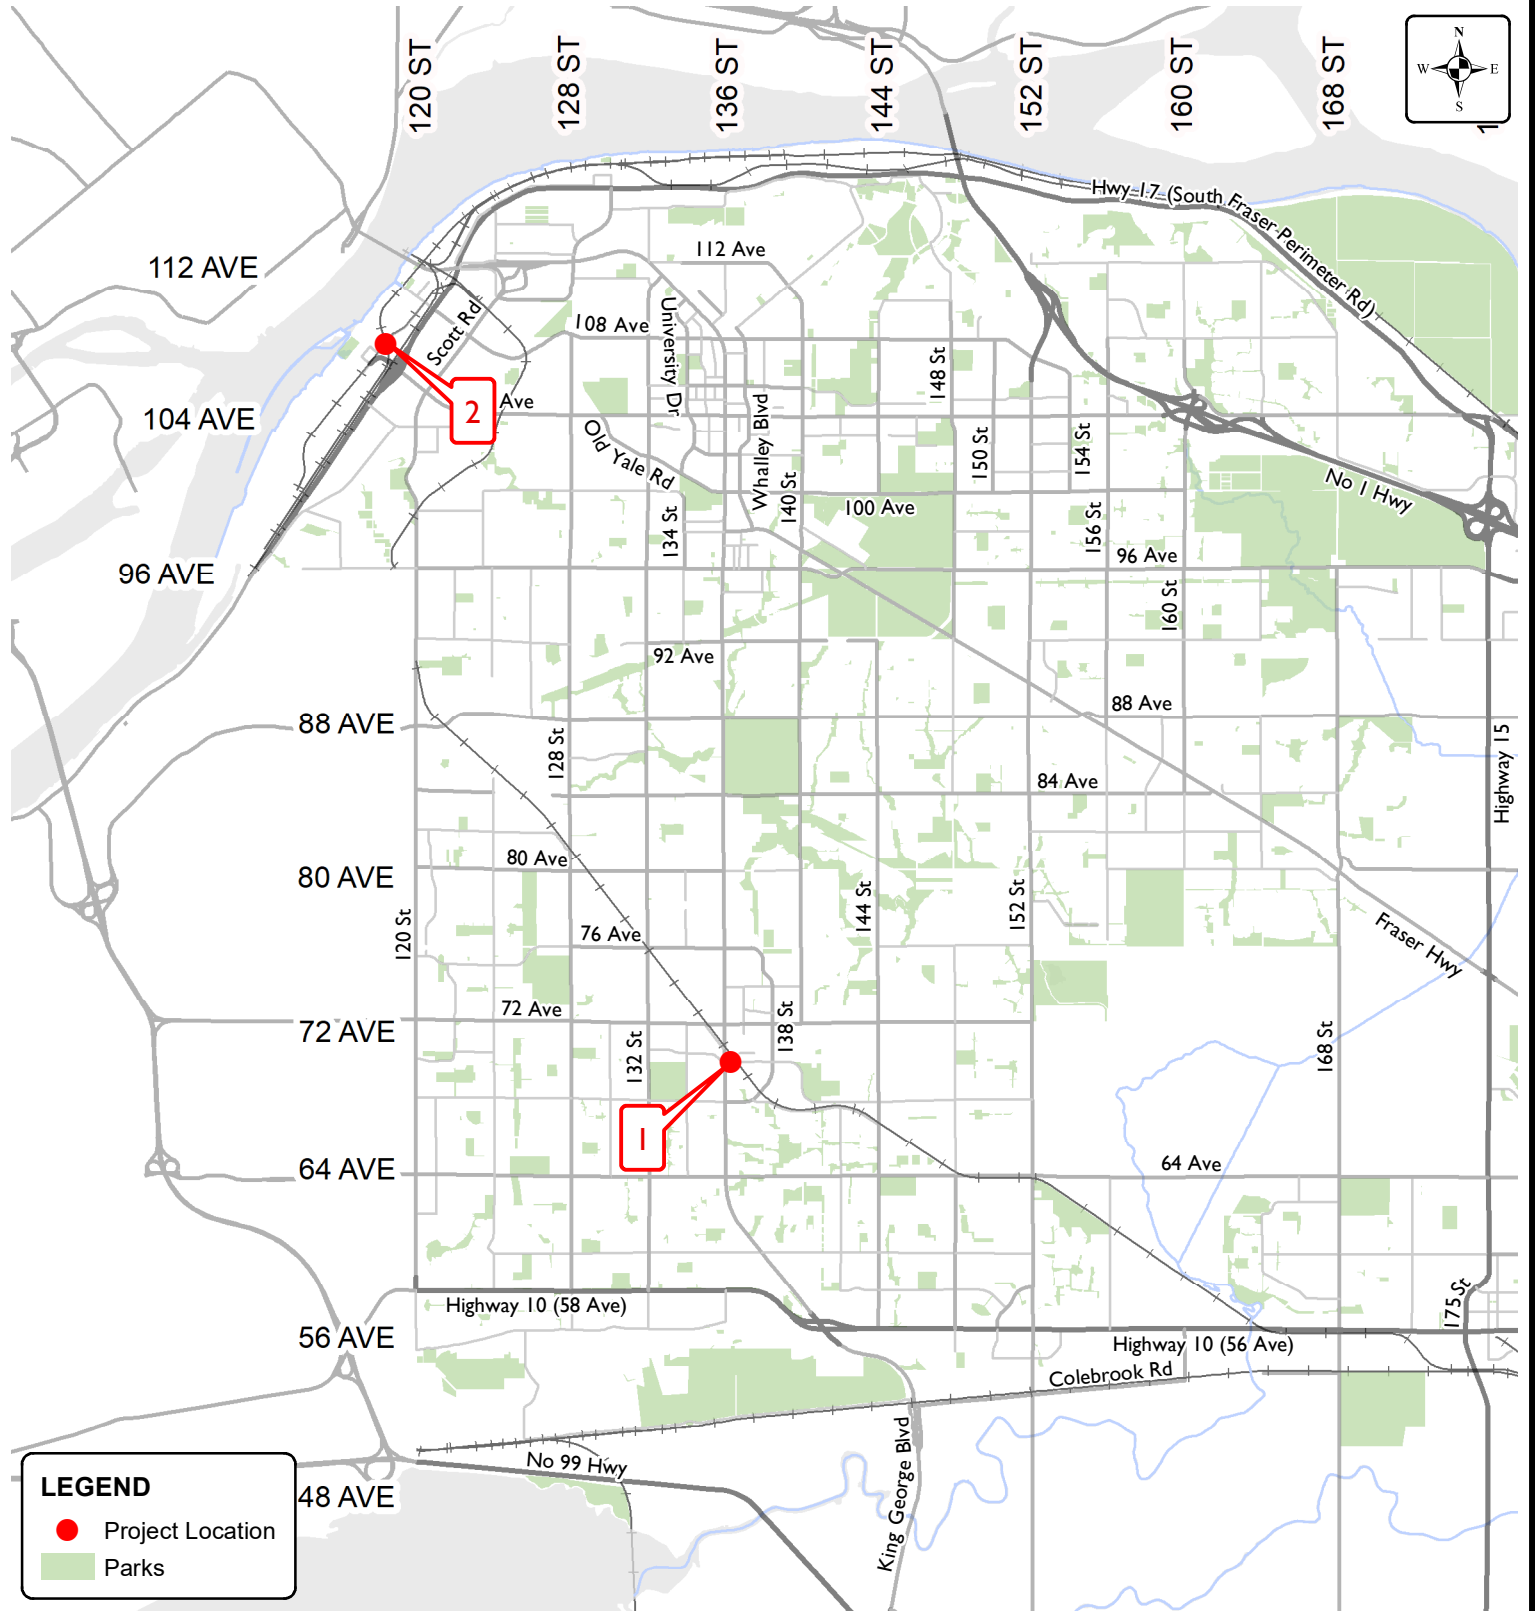 120 ST
128 ST
136 ST
144 ST
152 ST
160 ST
168 ST
N
W
E
S
Hwy 17 (South Fraser Perimeter Rd)
112 AVE
112 Ave
Scott Rd
108 Ave
University Dr
148 St
104 AVE
2
Ave
Whalley Blvd
Old Yale Rd
140 St
150 St
154 St
No 1 Hwy
100 Ave
134 St
156 St
96 AVE
96 Ave
160 St
92 Ave
88 AVE
88 Ave
128 St
84 Ave
Highway 15
80 AVE
80 Ave
120 St
76 Ave
144 St
152 St
Fraser Hwy
72 AVE
72 Ave
132 St
138 St
168 St
1
64 AVE
64 Ave
Highway 10 (58 Ave)
175 St
56 AVE
Highway 10 (56 Ave)
Colebrook Rd
No 99 Hwy
King George Blvd
48 AVE
LEGEND
Project Location
Parks